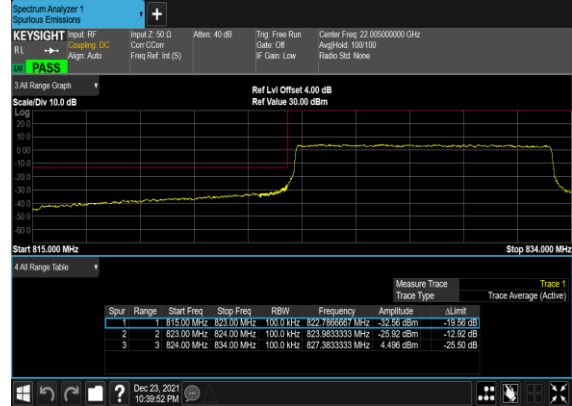 Spectrum Analyzer 1
Spurious Emissions
+
KEYSIGHT Input: RF Input Z: 50 Ω Atten: 40 dB Trig: Free Run Center Freq: 22.005000000 GHz
RL Coupling: DC Corr CCorr Gate: Off Avg|Hold: 100/100
Align: Auto Freq Ref: Int (S) IF Gain: Low Radio Std: None
PASS
3 All Range Graph
Ref Lvl Offset 4.00 dB
Scale/Div 10.0 dB Ref Value 30.00 dBm
Log
20.0
10.0
0.00
-10.0
-20.0
-30.0
-40.0
-50.0
-60.0
Start 815.000 MHz Stop 834.000 MHz
4 All Range Table
Measure Trace Trace 1
Trace Type Trace Average (Active)
Spur Range Start Freq Stop Freq RBW Frequency Amplitude ΔLimit
1 1 815.00 MHz 823.00 MHz 100.0 kHz 822.7866667 MHz -32.56 dBm -19.56 dB
2 2 823.00 MHz 824.00 MHz 100.0 kHz 823.9833333 MHz -25.92 dBm -12.92 dB
3 3 824.00 MHz 834.00 MHz 100.0 kHz 827.3833333 MHz 4.496 dBm -25.50 dB
? Dec 23, 2021
10:39:52 PM